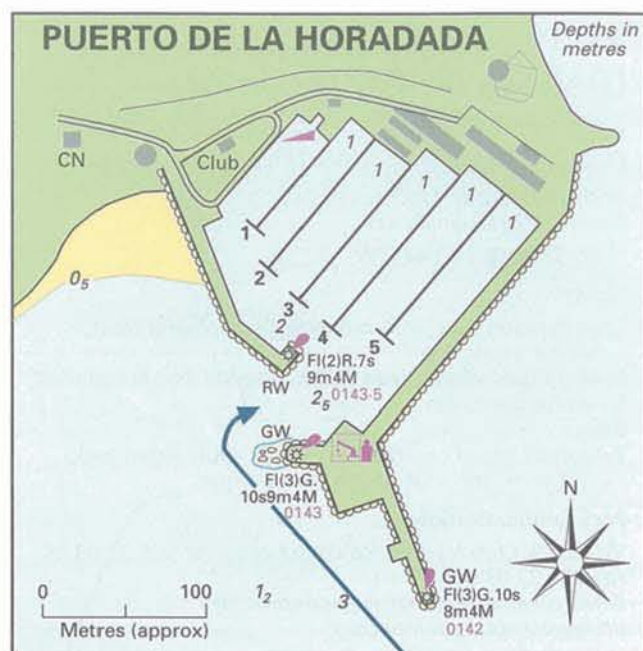 PUERTO DE LA HORADADA
Depths in
metres
CN
Club
1
1
1
1
1
1
2
3
4
5
0₅
2
Fl(2)R.7s
9m4M
RW
2₅
0143·5
GW
Fl(3)G.
10s9m4M
0143
N
GW
Fl(3)G.10s
8m4M
0142
0
100
1₂
3
Metres (approx)